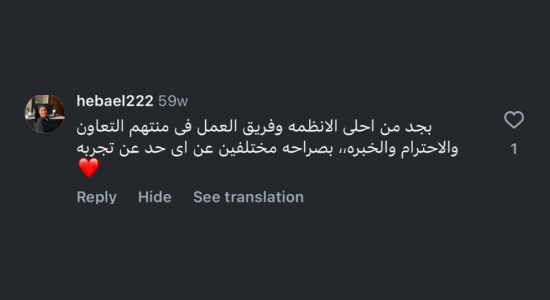 hebael222 59w
بجد من احلى الانظمه وفريق العمل فى منتهم التعاون
والاحترام والخبره،، بصراحه مختلفين عن اى حد عن تجربه
❤️
1
Reply Hide See translation